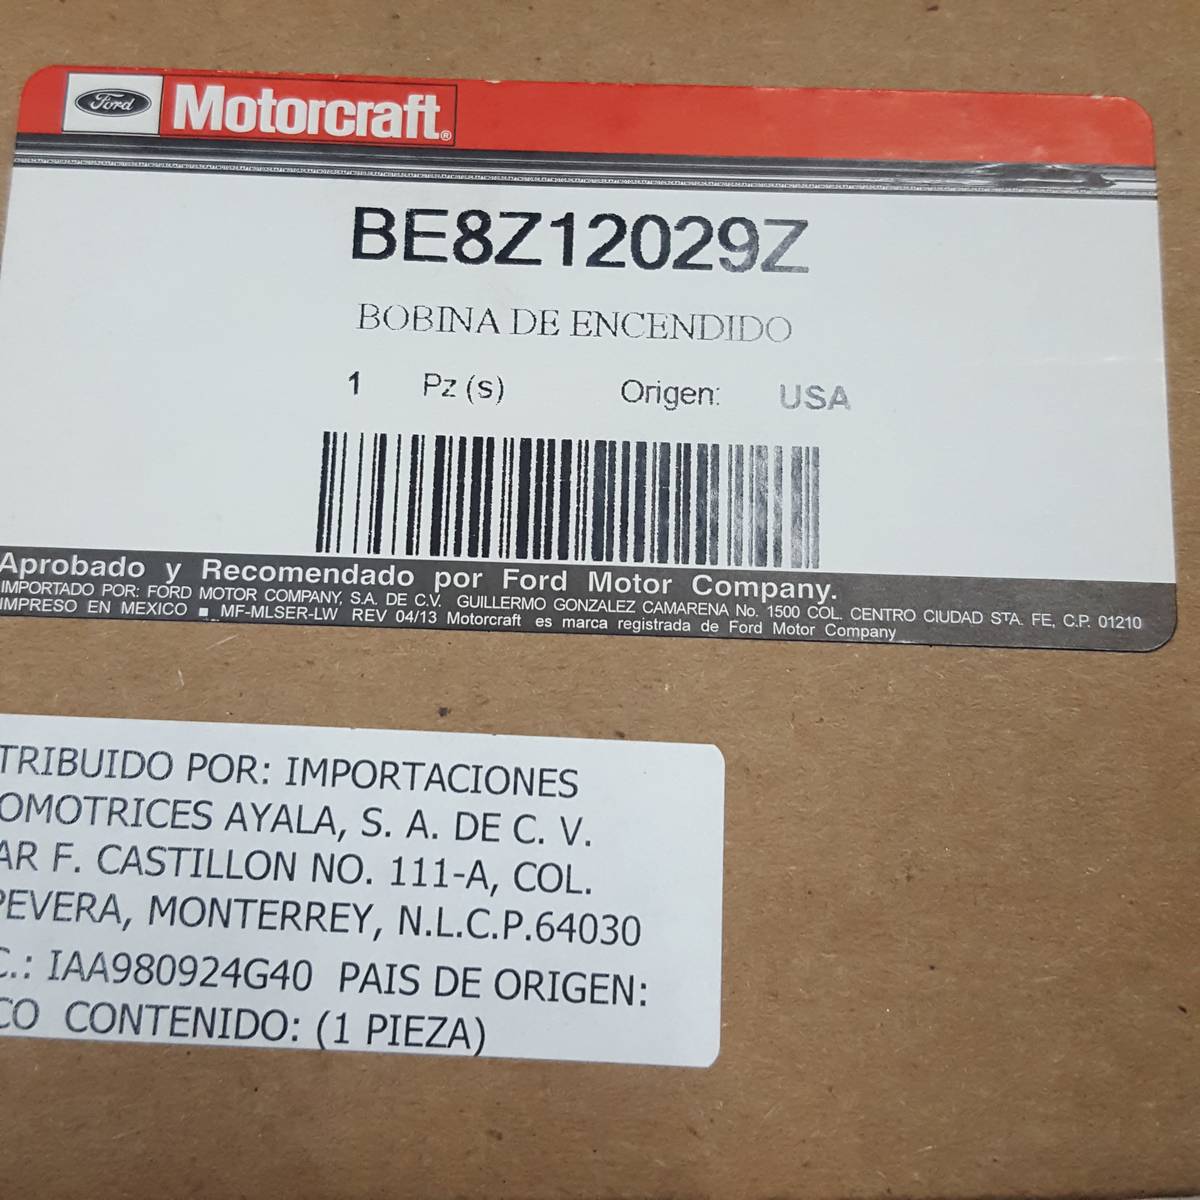 Ford Motorcraft®
BE8Z12029Z
BOBINA DE ENCENDIDO
1 Pz (s) Origen: USA
Aprobado y Recomendado por Ford Motor Company.
IMPORTADO POR: FORD MOTOR COMPANY, S.A. DE C.V. GUILLERMO GONZALEZ CAMARENA No. 1500 COL. CENTRO CIUDAD STA. FE, C.P. 01210
IMPRESO EN MEXICO ■ MF-MLSER-LW REV 04/13 Motorcraft es marca registrada de Ford Motor Company
TRIBUIDO POR: IMPORTACIONES
OMOTRICES AYALA, S. A. DE C. V.
AR F. CASTILLON NO. 111-A, COL.
PEVERA, MONTERREY, N.L.C.P.64030
C.: IAA980924G40 PAIS DE ORIGEN:
CO CONTENIDO: (1 PIEZA)